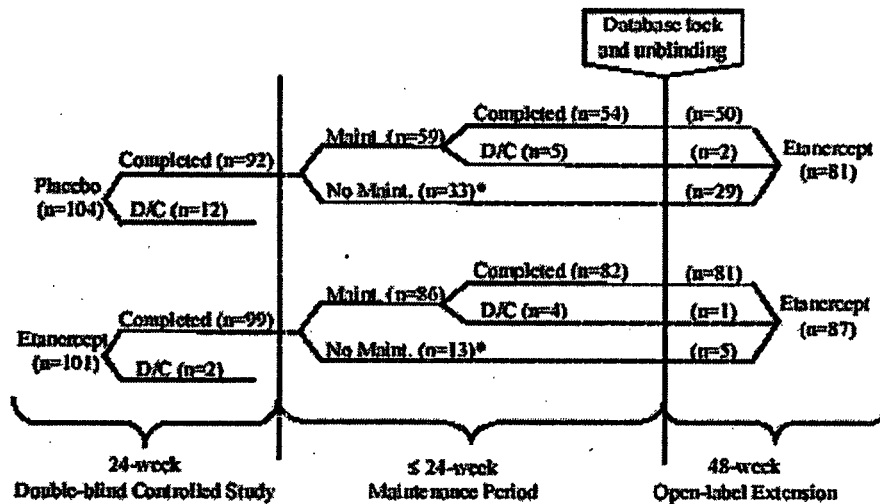 Database lock
and unblinding
Completed (n=54)
(n=50)
Maint. (n=59)
D/C (n=5)
(n=2)
Etanercept
(n=81)
Completed (n=92)
Placebo
(n=104)
D/C (n=12)
No Maint. (n=33)*
(n=29)
Completed (n=82)
(n=81)
Maint. (n=86)
D/C (n=4)
(n=1)
Etanercept
(n=87)
Completed (n=99)
Etanercept
(n=101)
D/C (n=2)
No Maint. (n=13)*
(n=5)
24-week
Double-blind Controlled Study
≤ 24-week
Maintenance Period
48-week
Open-label Extension